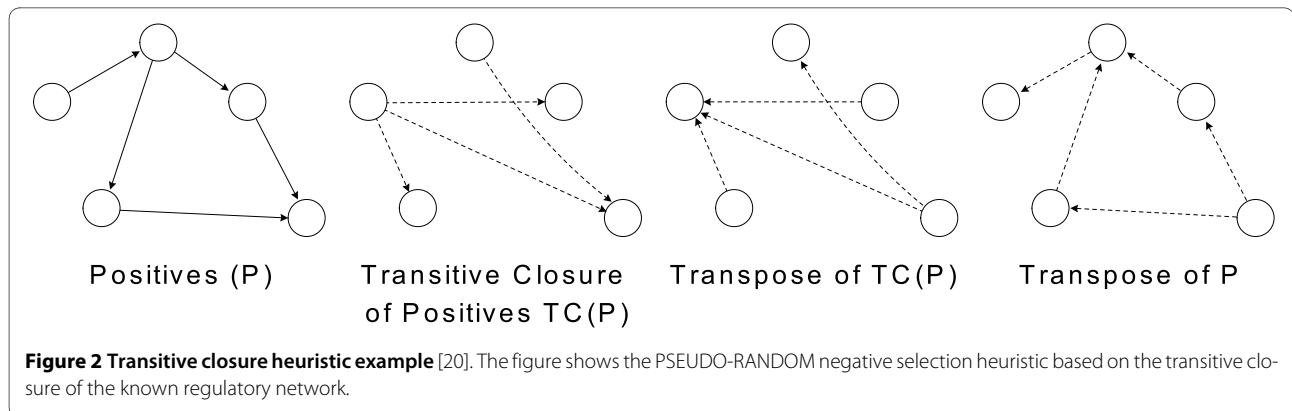 Positives (P)
Transitive Closure
of Positives TC(P)
Transpose of TC(P)
Transpose of P
Figure 2 Transitive closure heuristic example [20]. The figure shows the PSEUDO-RANDOM negative selection heuristic based on the transitive clo-
sure of the known regulatory network.